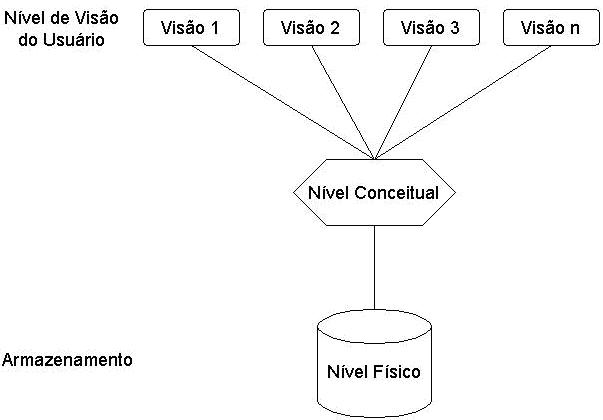 Nível de Visão
do Usuário
Visão 1
Visão 2
Visão 3
Visão n
Nível Conceitual
Armazenamento
Nível Físico